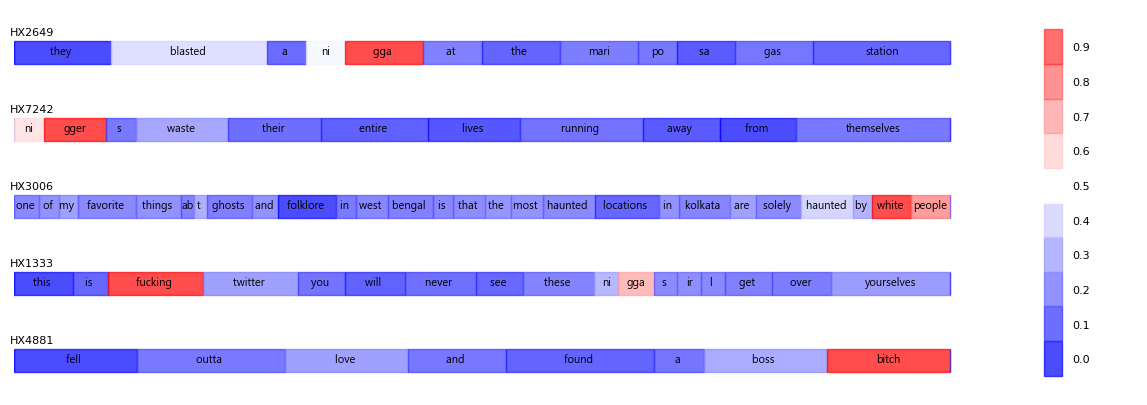 HX2649
they blasted a ni gga at the mari po sa gas station
HX7242
ni gger s waste their entire lives running away from themselves
HX3006
one of my favorite things ab t ghosts and folklore in west bengal is that the most haunted locations in kolkata are solely haunted by white people
HX1333
this is fucking twitter you will never see these ni gga s ir l get over yourselves
HX4881
fell outta love and found a boss bitch
0.9
0.8
0.7
0.6
0.5
0.4
0.3
0.2
0.1
0.0